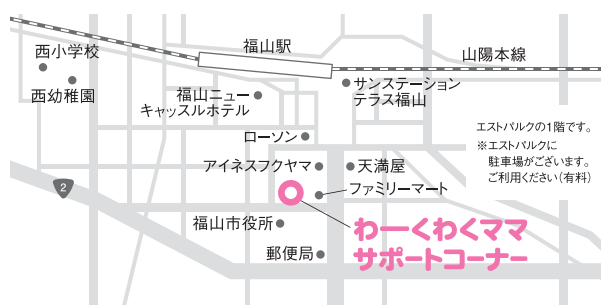 福山駅
山陽本線
西小学校
西幼稚園
福山ニュー
キャッスルホテル
サンステーション
テラス福山
ローソン
エストパルクの1階です。
※エストパルクに
駐車場がございます。
ご利用ください(有料)
アイネスフクヤマ
天満屋
ファミリーマート
2
福山市役所
わーくわくママ
サポートコーナー
郵便局